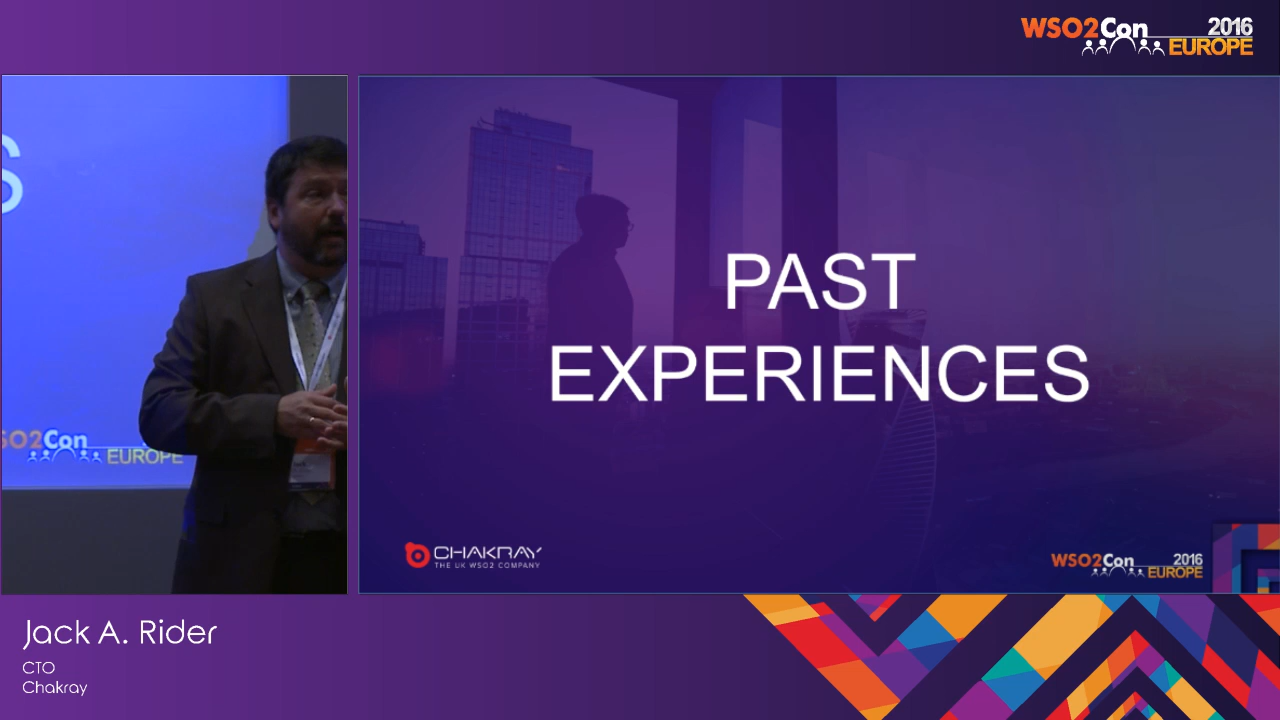 WSO2Con 2016
EUROPE
S
SO2Con
EUROPE
PAST
EXPERIENCES
CHAKRAY
THE UK WSO2 COMPANY
WSO2Con 2016
EUROPE
Jack A. Rider
CTO
Chakray